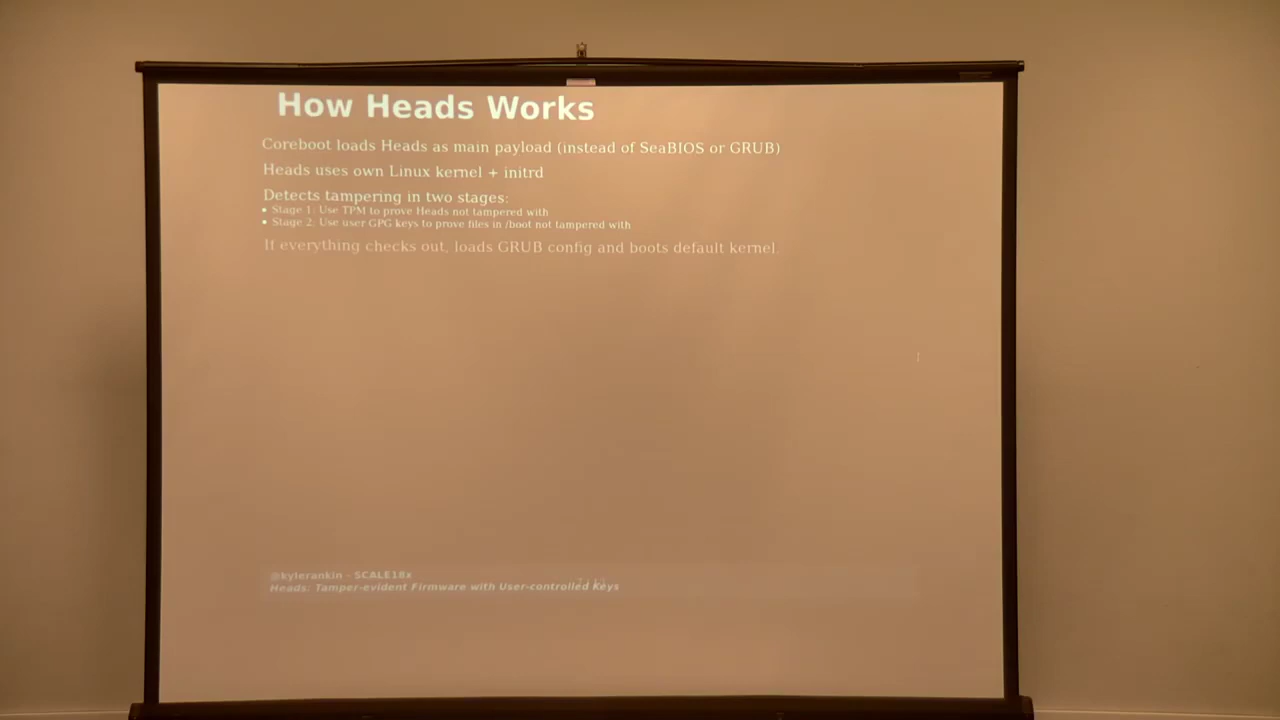 How Heads Works
Coreboot loads Heads as main payload (instead of SeaBIOS or GRUB)
Heads uses own Linux kernel + initrd
Detects tampering in two stages:
• Stage 1: Use TPM to prove Heads not tampered with
• Stage 2: Use user GPG keys to prove files in /boot not tampered with
If everything checks out, loads GRUB config and boots default kernel.
@kylerankin - SCALE18x
Heads: Tamper-evident Firmware with User-controlled Keys